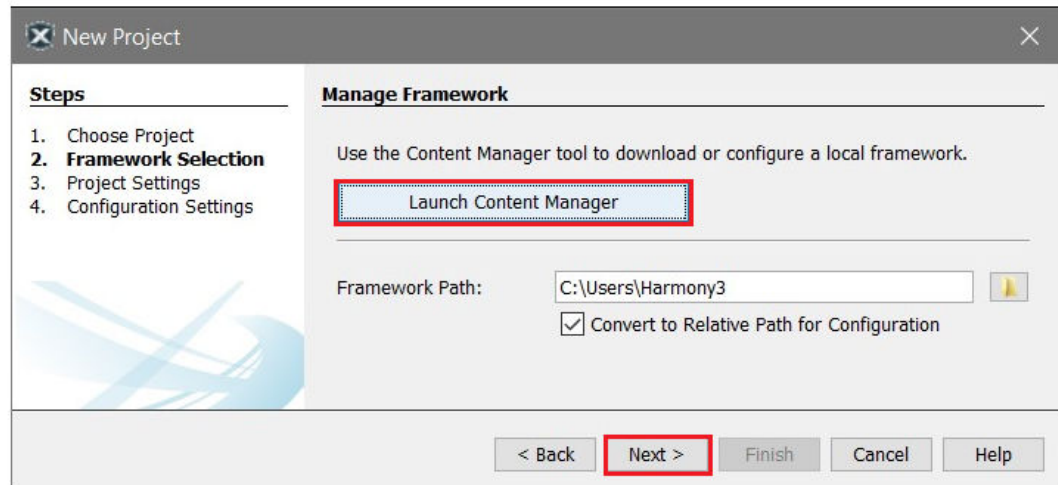 New Project
Steps
1. Choose Project
2. Framework Selection
3. Project Settings
4. Configuration Settings
Manage Framework
Use the Content Manager tool to download or configure a local framework.
Launch Content Manager
Framework Path: C:\Users\Harmony3
Convert to Relative Path for Configuration
< Back Next > Finish Cancel Help